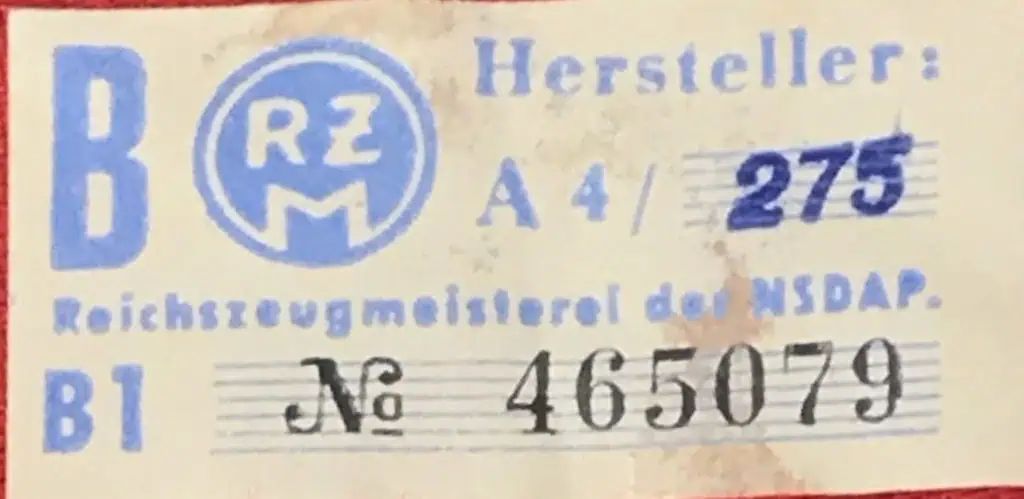 B RZM Hersteller:
A 4 / 275
Reichszeugmeisterei der NSDAP.
B1 № 465079